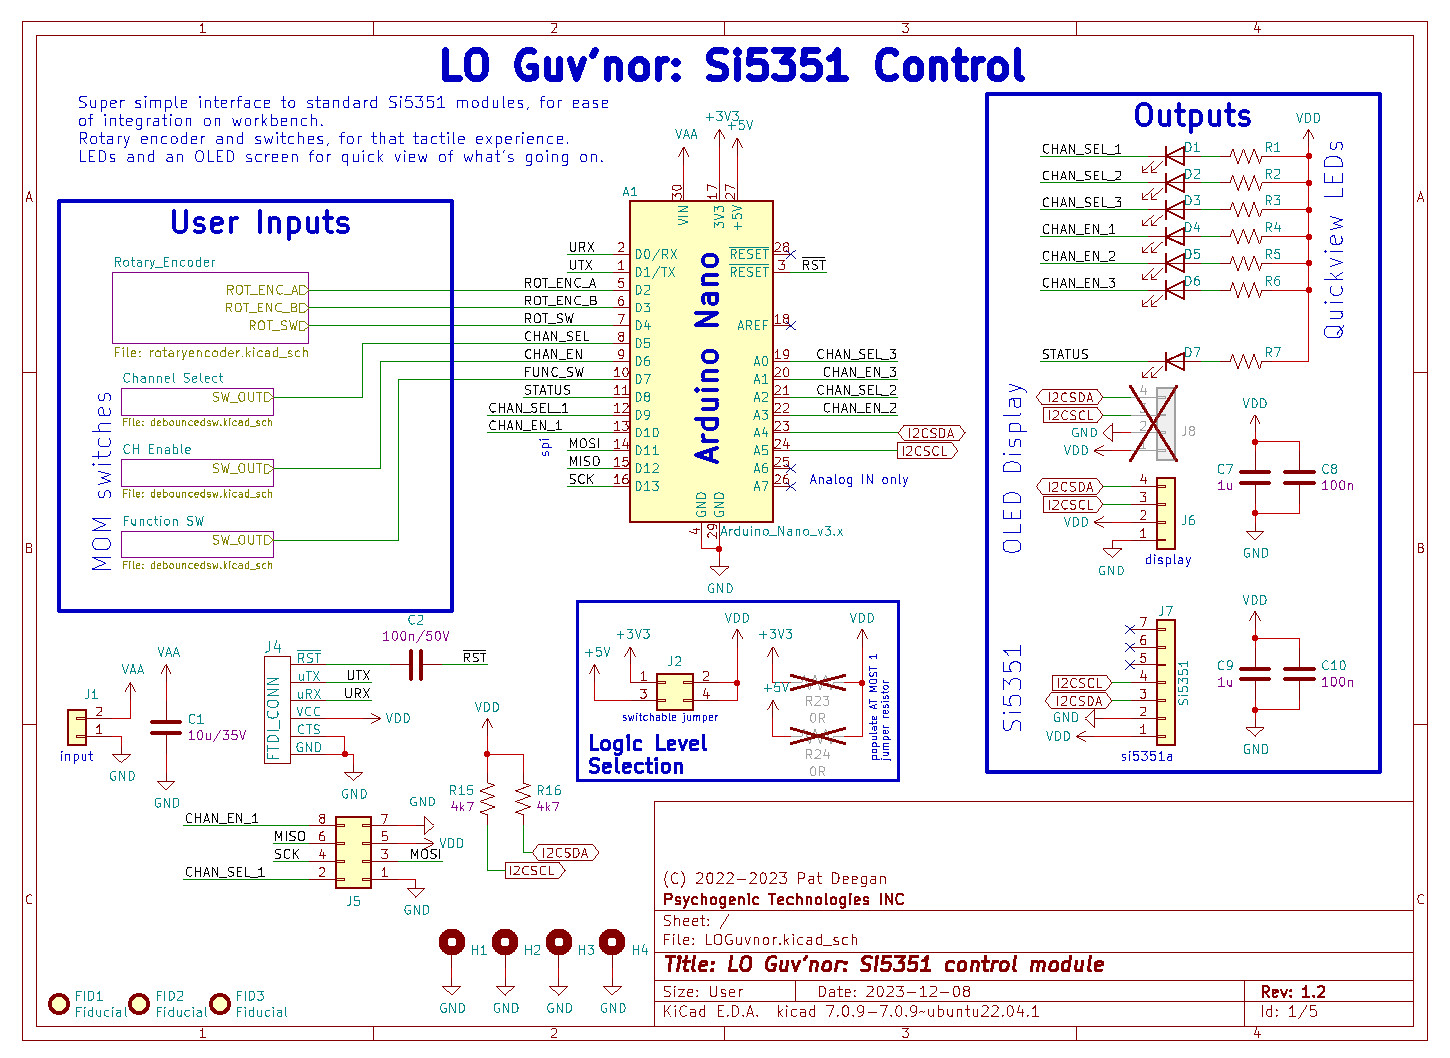 1 2 3 4
LO Guv'nor: Si5351 Control
Super simple interface to standard Si5351 modules, for ease
of integration on workbench.
Rotary encoder and switches, for that tactile experience.
LEDs and an OLED screen for quick view of what's going on.
A
User Inputs
Rotary_Encoder
ROT_ENC_A
ROT_ENC_B
ROT_SW
File: rotaryencoder.kicad_sch
MOM switches
Channel Select
SW_OUT
File: debouncedsw.kicad_sch
CH Enable
SW_OUT
File: debouncedsw.kicad_sch
Function SW
SW_OUT
File: debouncedsw.kicad_sch
B
VAA
+3V3
+5V
A1
30 17 27
VIN 3V3 +5V
Arduino Nano
URX 2 D0/RX
UTX 1 D1/TX
ROT_ENC_A 5 D2
ROT_ENC_B 6 D3
ROT_SW 7 D4
CHAN_SEL 8 D5
CHAN_EN 9 D6
FUNC_SW 10 D7
STATUS 11 D8
CHAN_SEL_1 12 D9
CHAN_EN_1 13 D10
spi
MOSI 14 D11
MISO 15 D12
SCK 16 D13
RESET 28
RESET 3 RST
AREF 18
A0 19 CHAN_SEL_3
A1 20 CHAN_EN_3
A2 21 CHAN_SEL_2
A3 22 CHAN_EN_2
A4 23 I2CSDA
A5 24 I2CSCL
A6 25
A7 26
Analog IN only
GND GND
4 29
Arduino_Nano_v3.x
GND
Outputs
VDD
Quickview LEDs
CHAN_SEL_1 D1 R1
CHAN_SEL_2 D2 R2
CHAN_SEL_3 D3 R3
CHAN_EN_1 D4 R4
CHAN_EN_2 D5 R5
CHAN_EN_3 D6 R6
STATUS D7 R7
A
OLED Display
I2CSDA 4
I2CSCL 3
GND 2
VDD 1
J8
I2CSDA 4
I2CSCL 3
VDD 2
1
GND
J6
display
VDD
C7
1u
C8
100n
GND
B
Si5351
J7
7
6
5
I2CSCL 4
I2CSDA 3
GND 2
VDD 1
Si5351
si5351a
VDD
C9
1u
C10
100n
GND
J1
2
1
input
VAA
GND
VAA
C1
10u/35V
GND
J4
FTDI_CONN
RST
uTX UTX
uRX URX
VCC VDD
CTS
GND
GND
C2
100n/50V
RST
VDD
R15
4k7
R16
4k7
I2CSDA
I2CSCL
+5V
+3V3
VDD
J2
1 2
3 4
switchable jumper
+3V3
VDD
+5V
R23
0R
R24
0R
populate AT MOST 1
jumper resistor
Logic Level
Selection
CHAN_EN_1 8 7 GND
MISO 6 5 VDD
SCK 4 3 MOSI
CHAN_SEL_1 2 1
GND
J5
C
H1 H2 H3 H4
GND GND GND GND
FID1
Fiducial
FID2
Fiducial
FID3
Fiducial
(C) 2022-2023 Pat Deegan
Psychogenic Technologies INC
Sheet: /
File: LOGuvnor.kicad_sch
Title: LO Guv'nor: Si5351 control module
Size: User Date: 2023-12-08 Rev: 1.2
KiCad E.D.A. kicad 7.0.9-7.0.9~ubuntu22.04.1 Id: 1/5
C
1 2 3 4